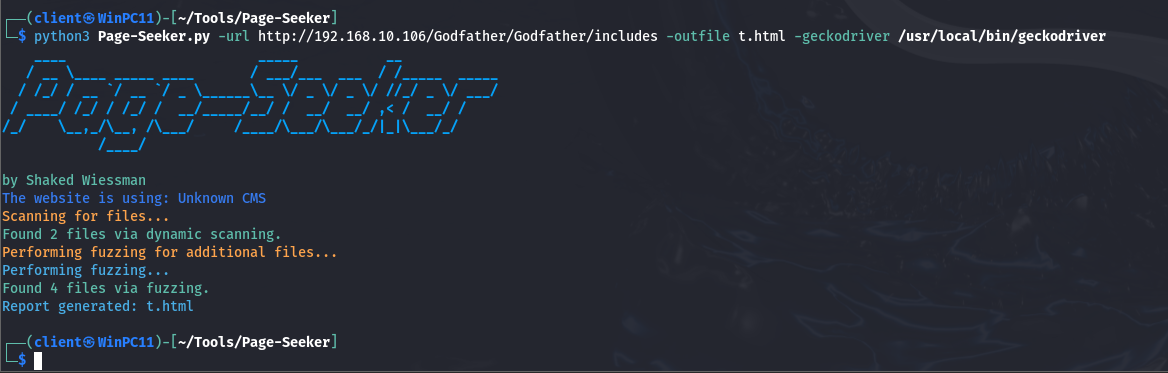 ┌──(client㉿WinPC11)-[~/Tools/Page-Seeker]
└─$ python3 Page-Seeker.py -url http://192.168.10.106/Godfather/Godfather/includes -outfile t.html -geckodriver /usr/local/bin/geckodriver
Page-Seeker
by Shaked Wiessman
The website is using: Unknown CMS
Scanning for files...
Found 2 files via dynamic scanning.
Performing fuzzing for additional files...
Performing fuzzing...
Found 4 files via fuzzing.
Report generated: t.html
┌──(client㉿WinPC11)-[~/Tools/Page-Seeker]
└─$